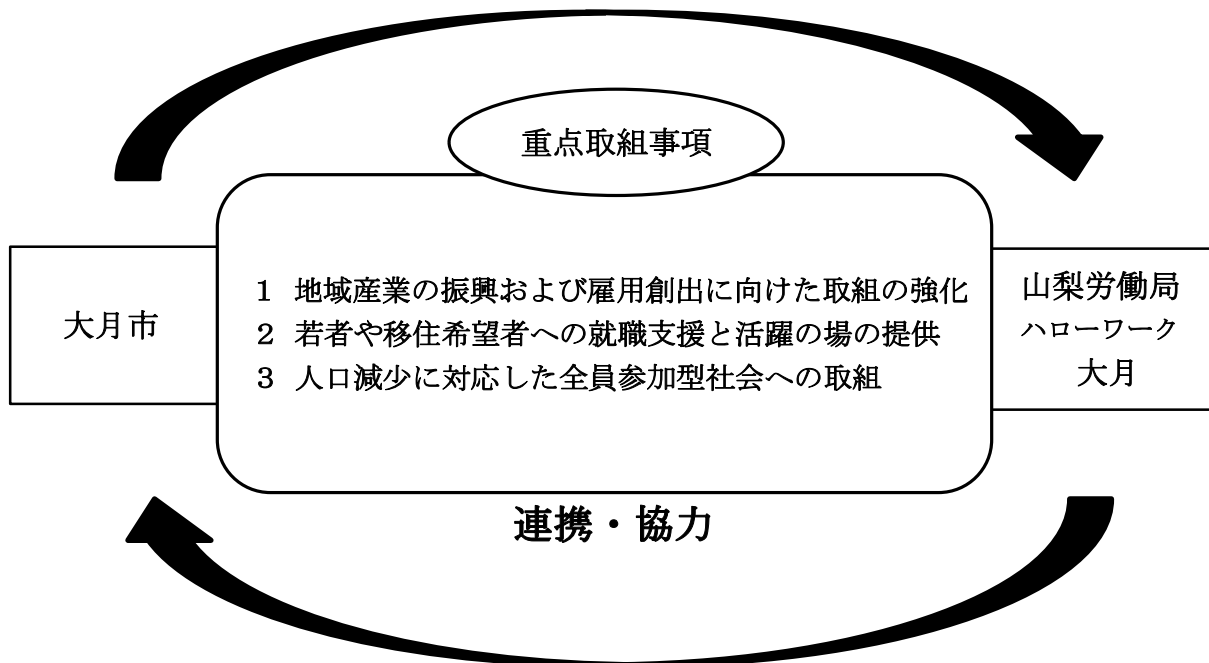 重点取組事項
大月市
1 地域産業の振興および雇用創出に向けた取組の強化
2 若者や移住希望者への就職支援と活躍の場の提供
3 人口減少に対応した全員参加型社会への取組
山梨労働局
ハローワーク
大月
連携・協力